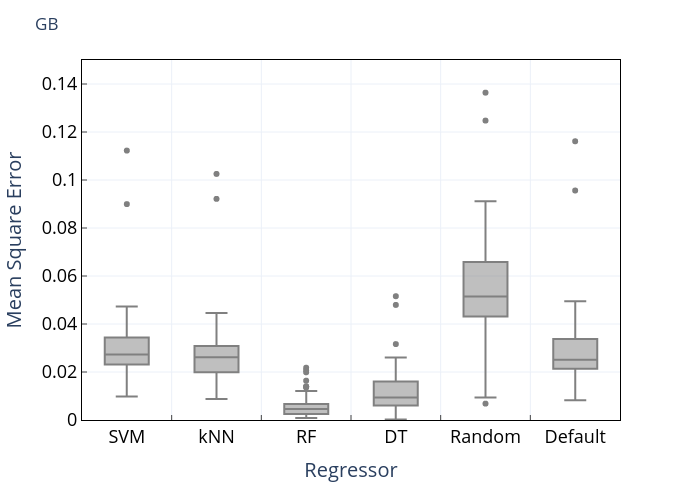 GB
0.14
0.12
0.1
0.08
0.06
0.04
0.02
0
Mean Square Error
SVM kNN RF DT Random Default
Regressor